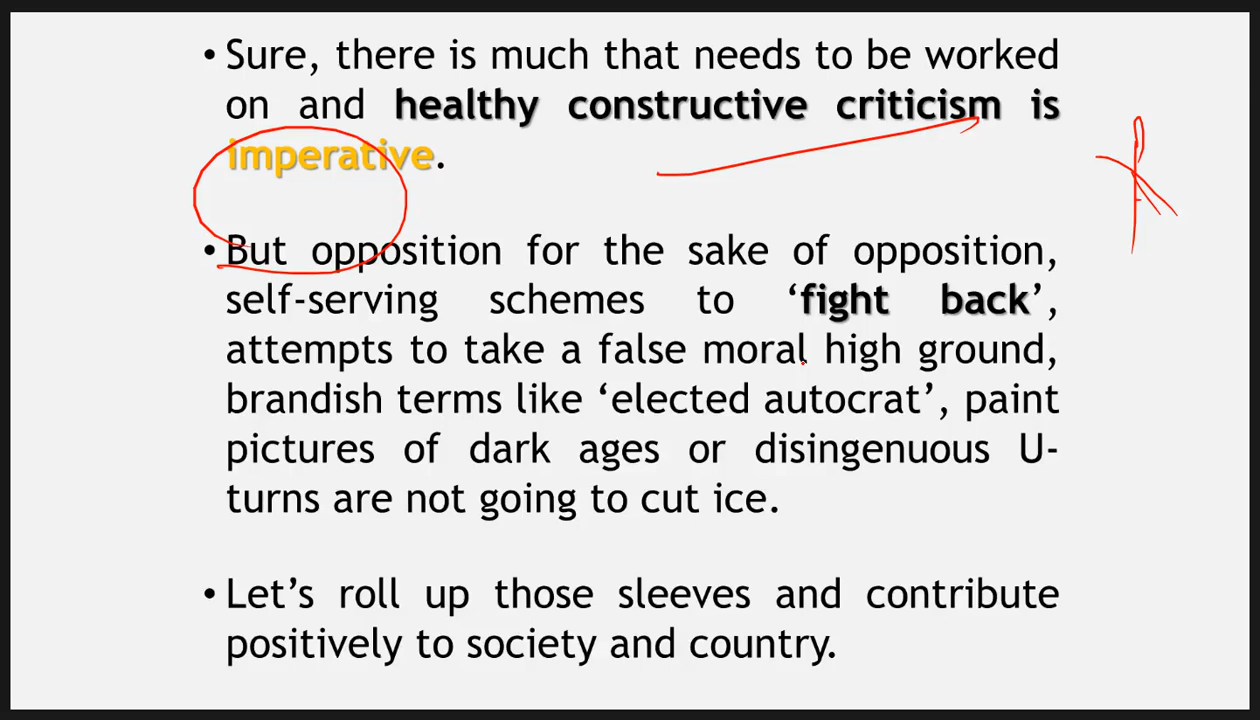 • Sure, there is much that needs to be worked
on and healthy constructive criticism is
imperative.
• But opposition for the sake of opposition,
self-serving schemes to ‘fight back’,
attempts to take a false moral high ground,
brandish terms like ‘elected autocrat’, paint
pictures of dark ages or disingenuous U-
turns are not going to cut ice.
• Let’s roll up those sleeves and contribute
positively to society and country.